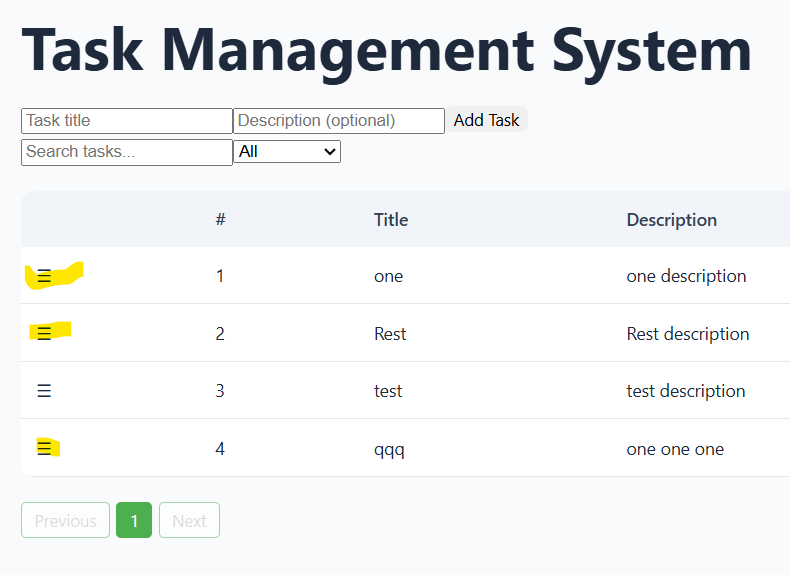 Task Management System
Task title Description (optional) Add Task
Search tasks... All
# Title Description
☰ 1 one one description
☰ 2 Rest Rest description
☰ 3 test test description
☰ 4 qqq one one one
Previous 1 Next